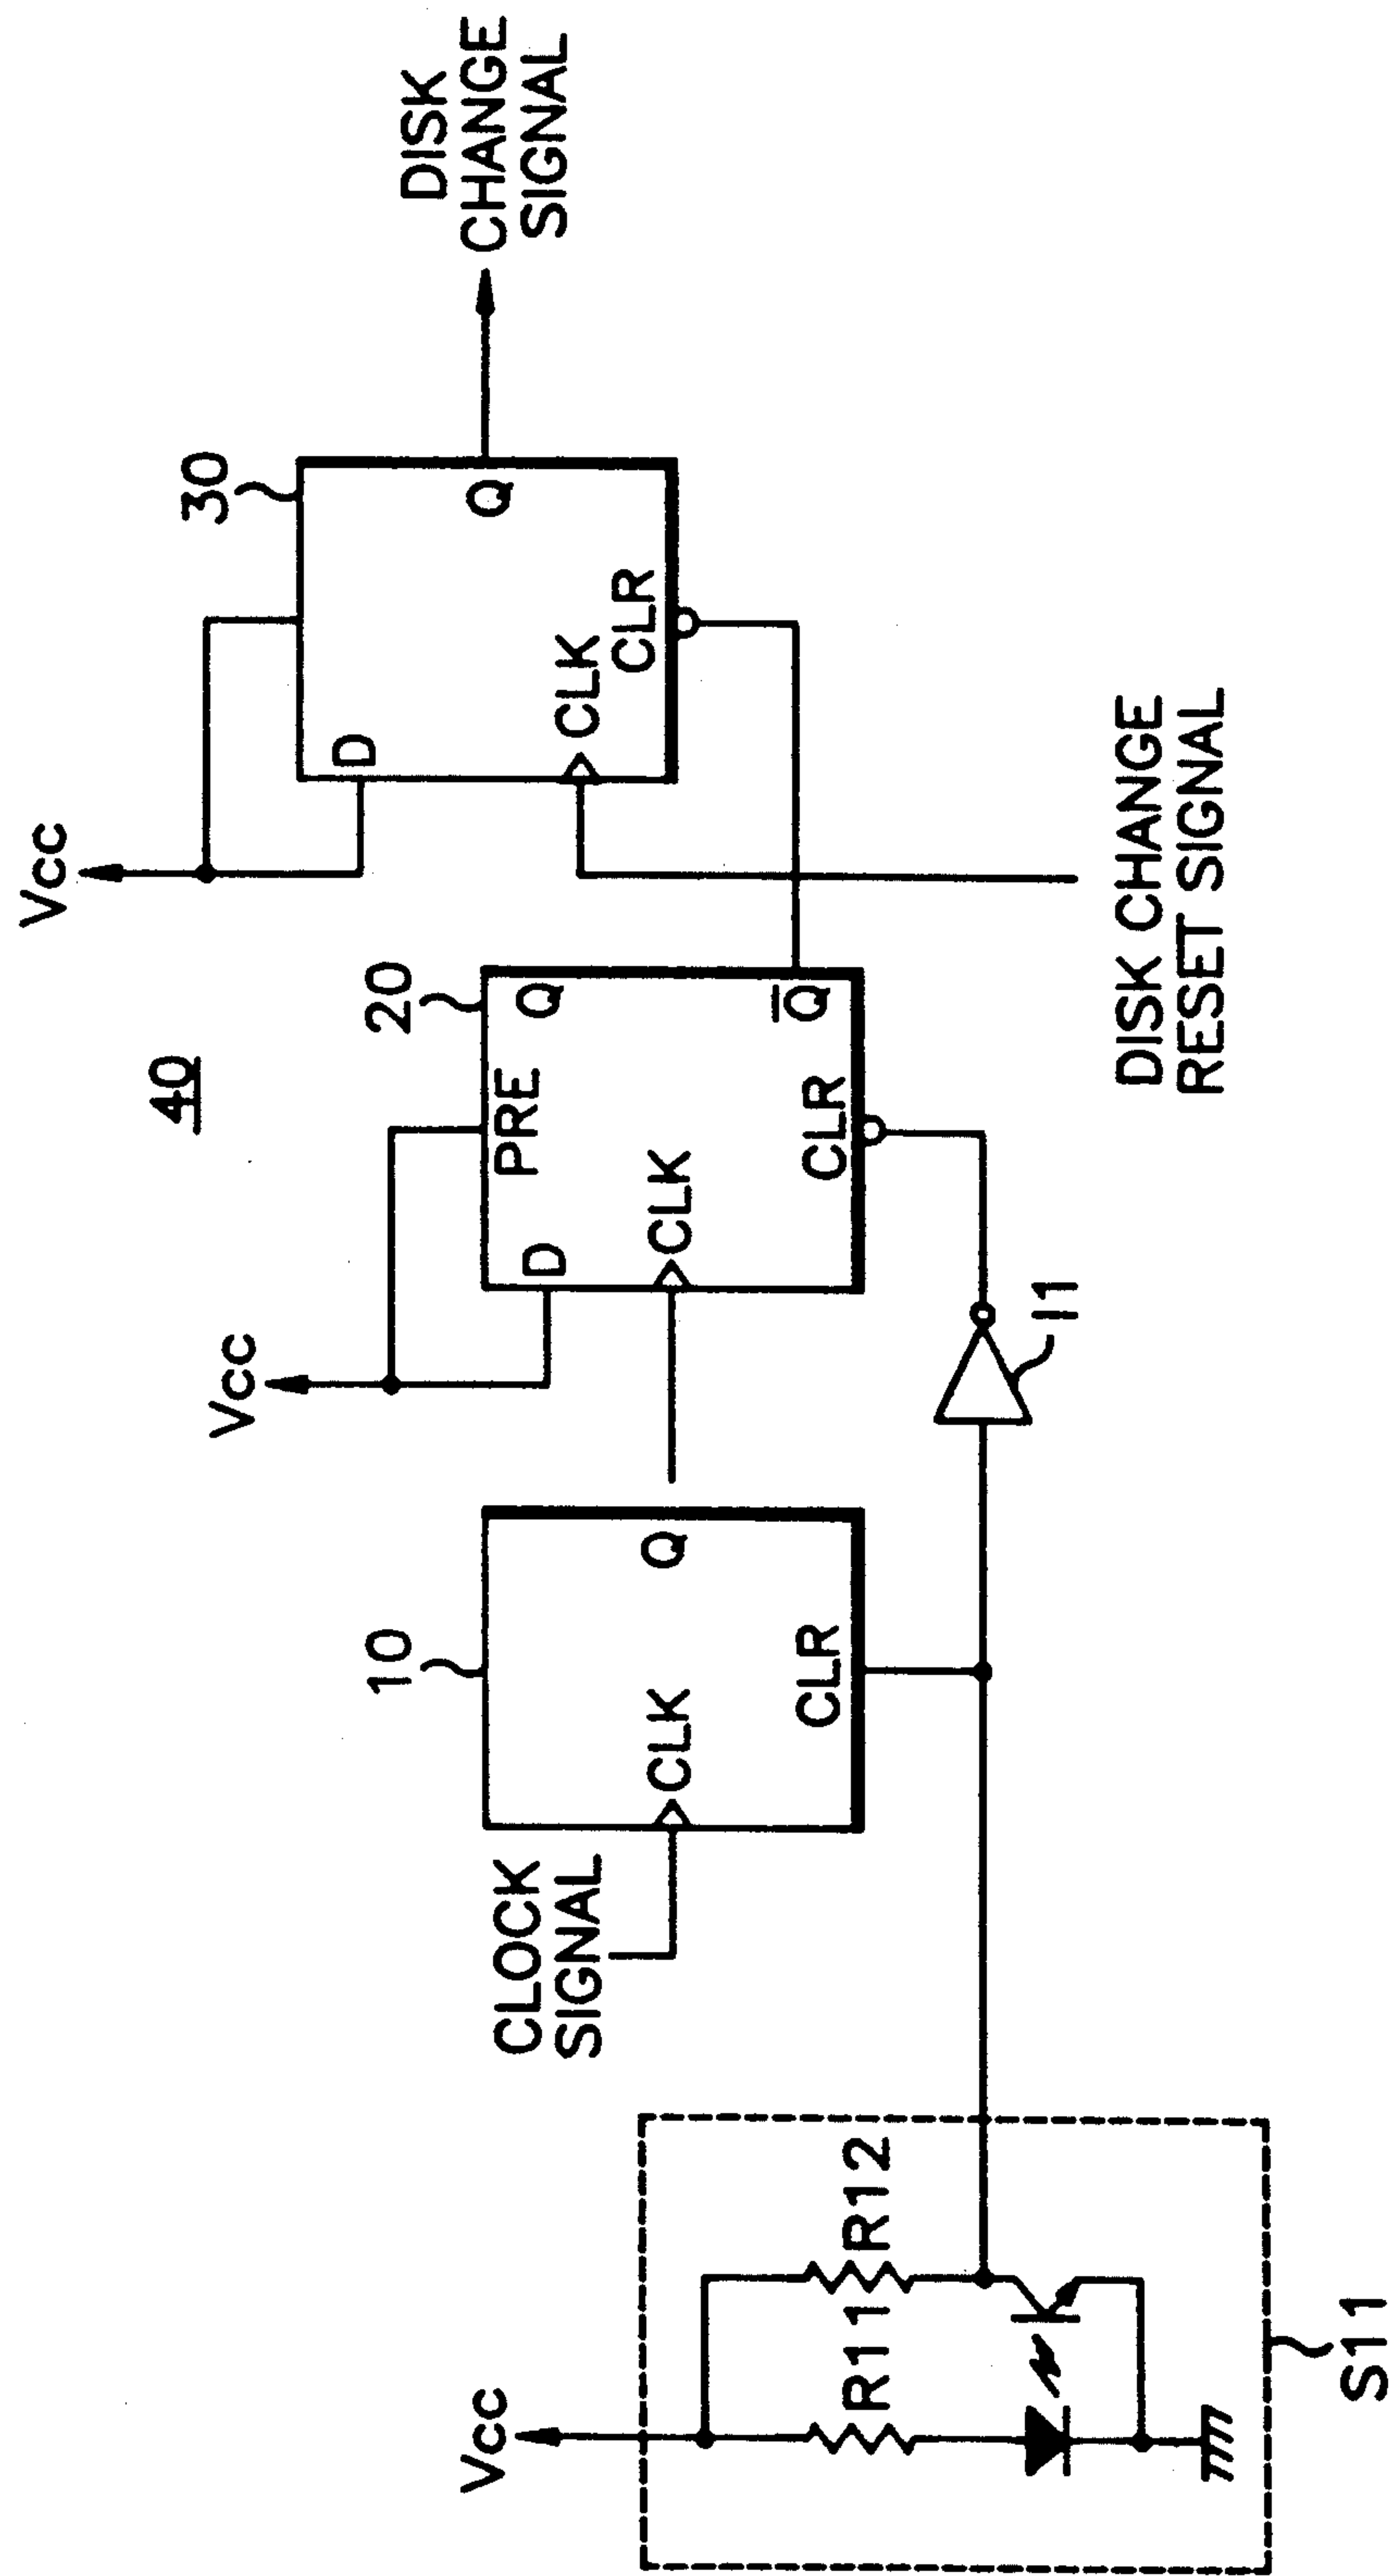 40
Vcc
30
D
CLK
CLR
Q
DISK
CHANGE
SIGNAL
Vcc
20
PRE
D
Q
CLK
CLR
Q̅
DISK CHANGE
RESET SIGNAL
10
CLK
Q
CLR
CLOCK
SIGNAL
I1
Vcc
R11
R12
S11